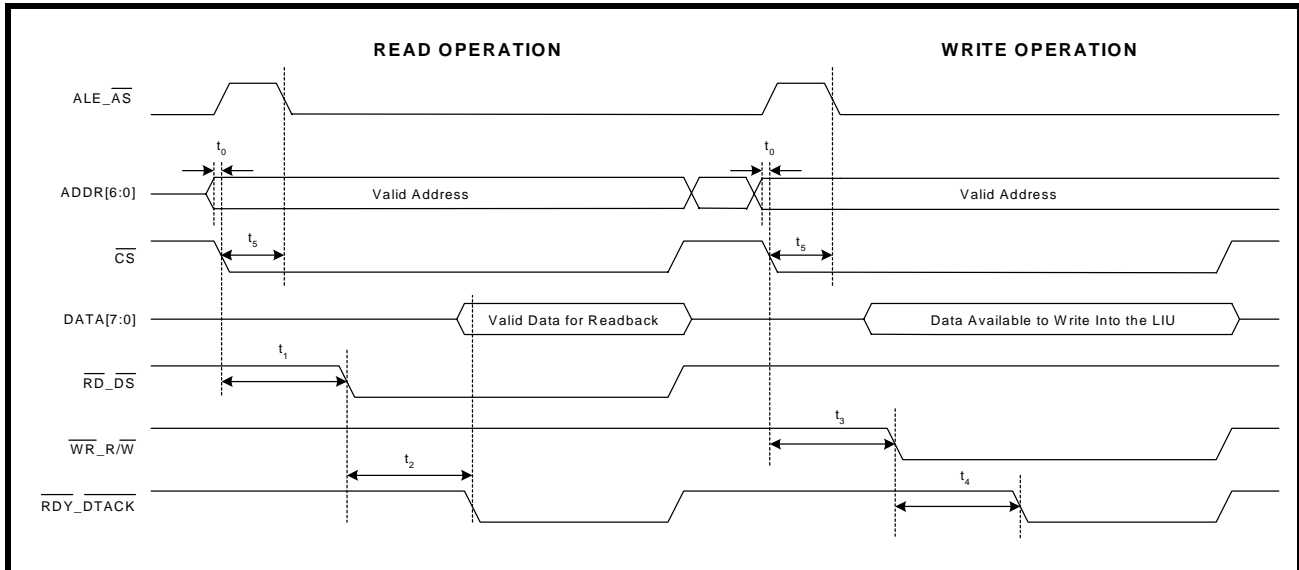 READ OPERATION WRITE OPERATION
ALE_AS
t0 t0
ADDR[6:0] Valid Address Valid Address
t5 t5
CS
DATA[7:0] Valid Data for Readback Data Available to Write Into the LIU
t1
RD_DS
t3
WR_R/W
t2 t4
RDY_DTACK